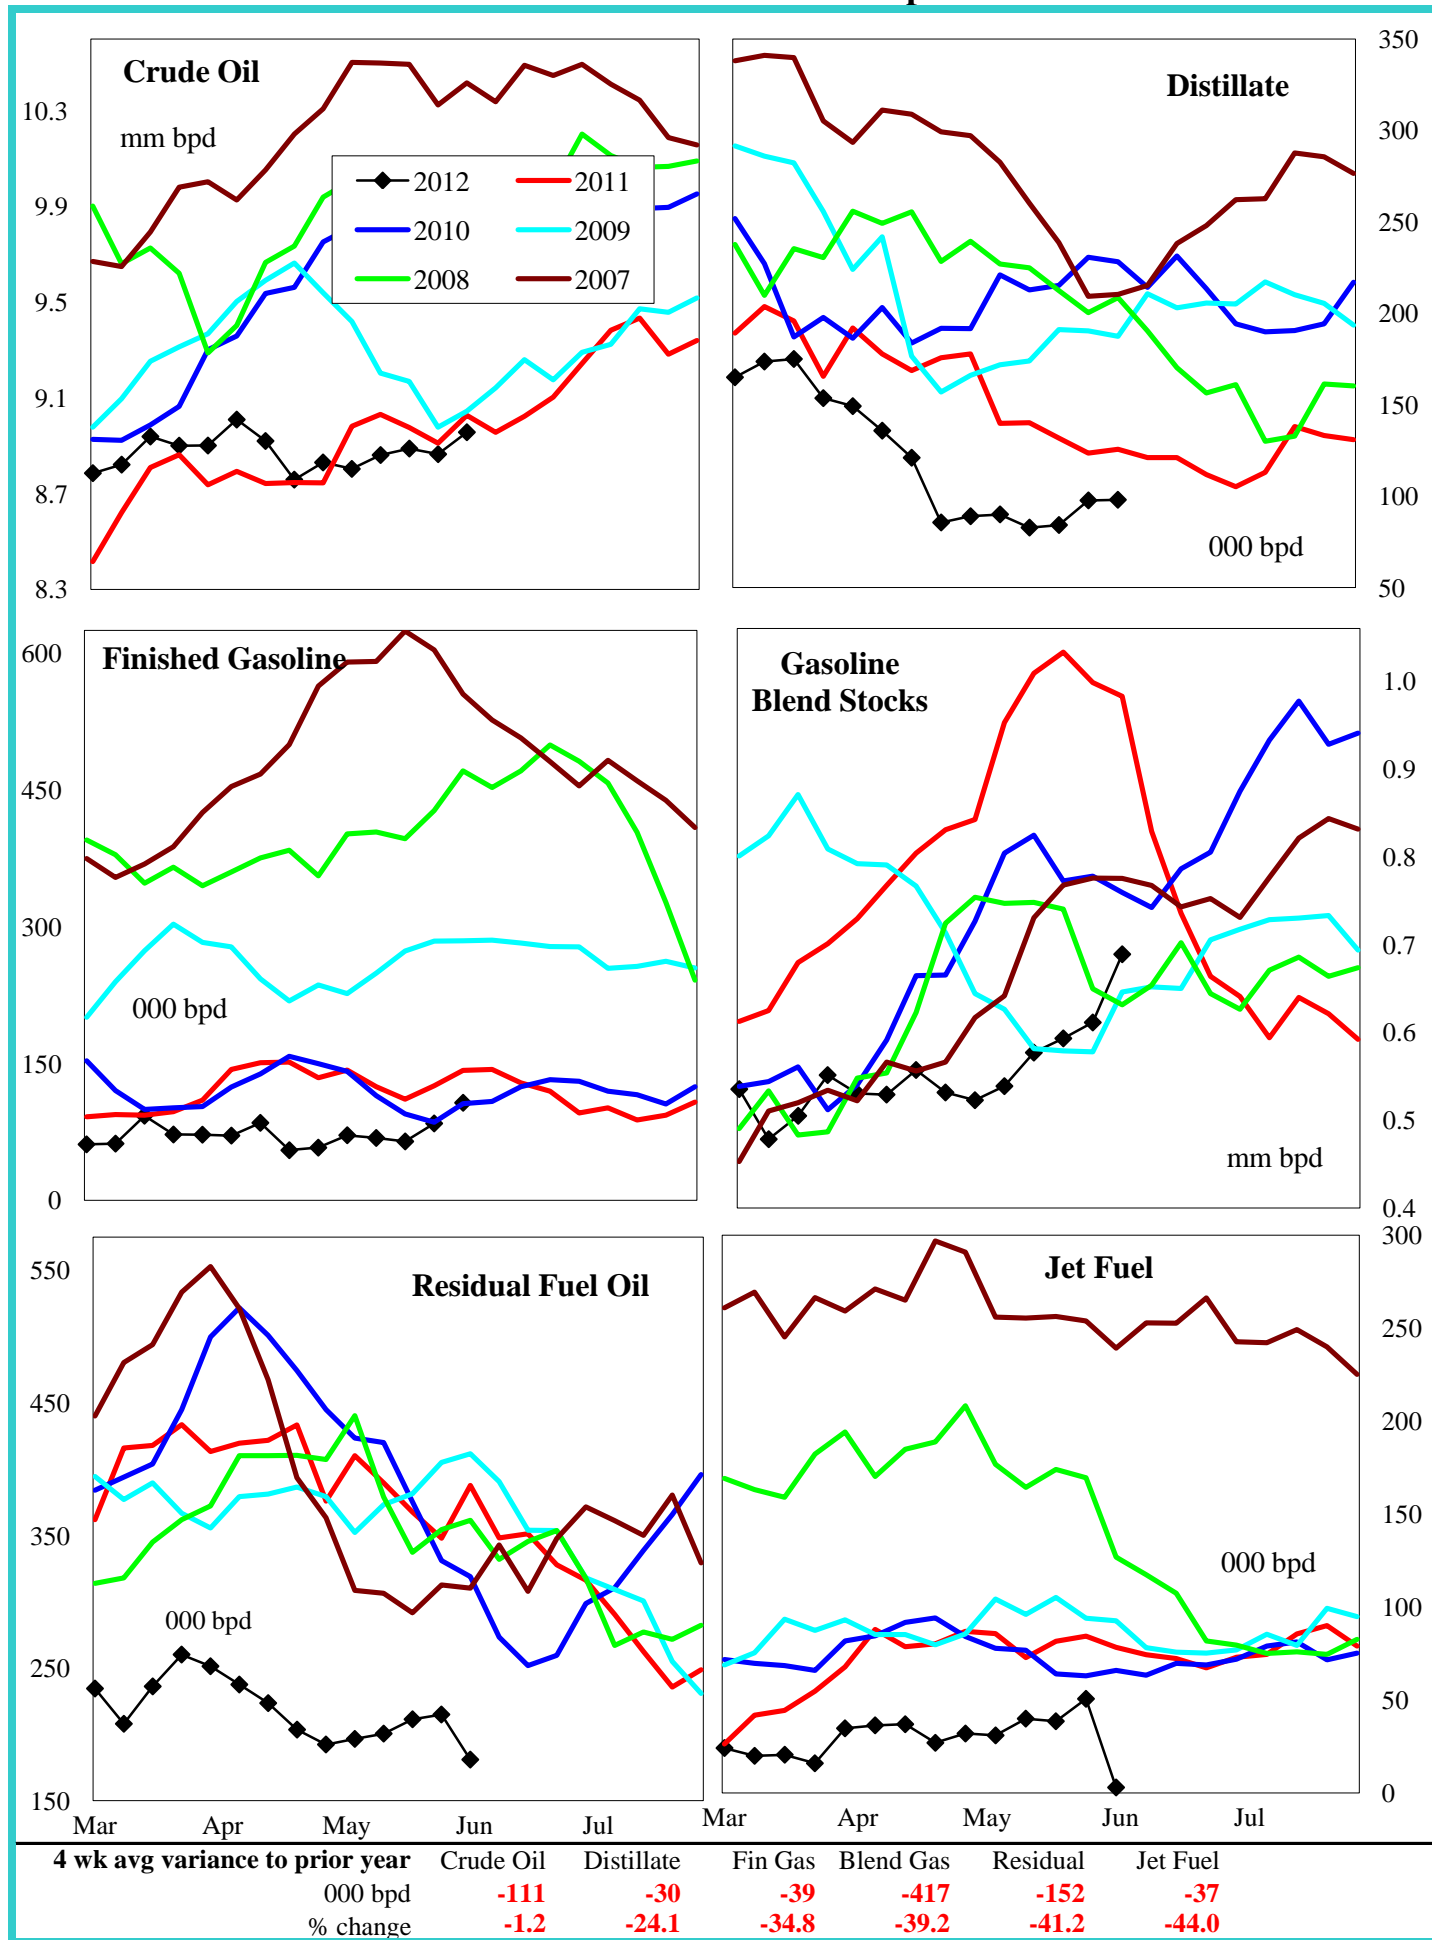 Crude Oil
mm bpd
10.3
9.9
9.5
9.1
8.7
8.3
2012
2011
2010
2009
2008
2007
Distillate
000 bpd
350
300
250
200
150
100
50
Finished Gasoline
000 bpd
600
450
300
150
0
Gasoline
Blend Stocks
mm bpd
1.0
0.9
0.8
0.7
0.6
0.5
0.4
Residual Fuel Oil
000 bpd
550
450
350
250
150
Mar Apr May Jun Jul
Jet Fuel
000 bpd
300
250
200
150
100
50
0
Mar Apr May Jun Jul
4 wk avg variance to prior year Crude Oil Distillate Fin Gas Blend Gas Residual Jet Fuel
000 bpd -111 -30 -39 -417 -152 -37
% change -1.2 -24.1 -34.8 -39.2 -41.2 -44.0